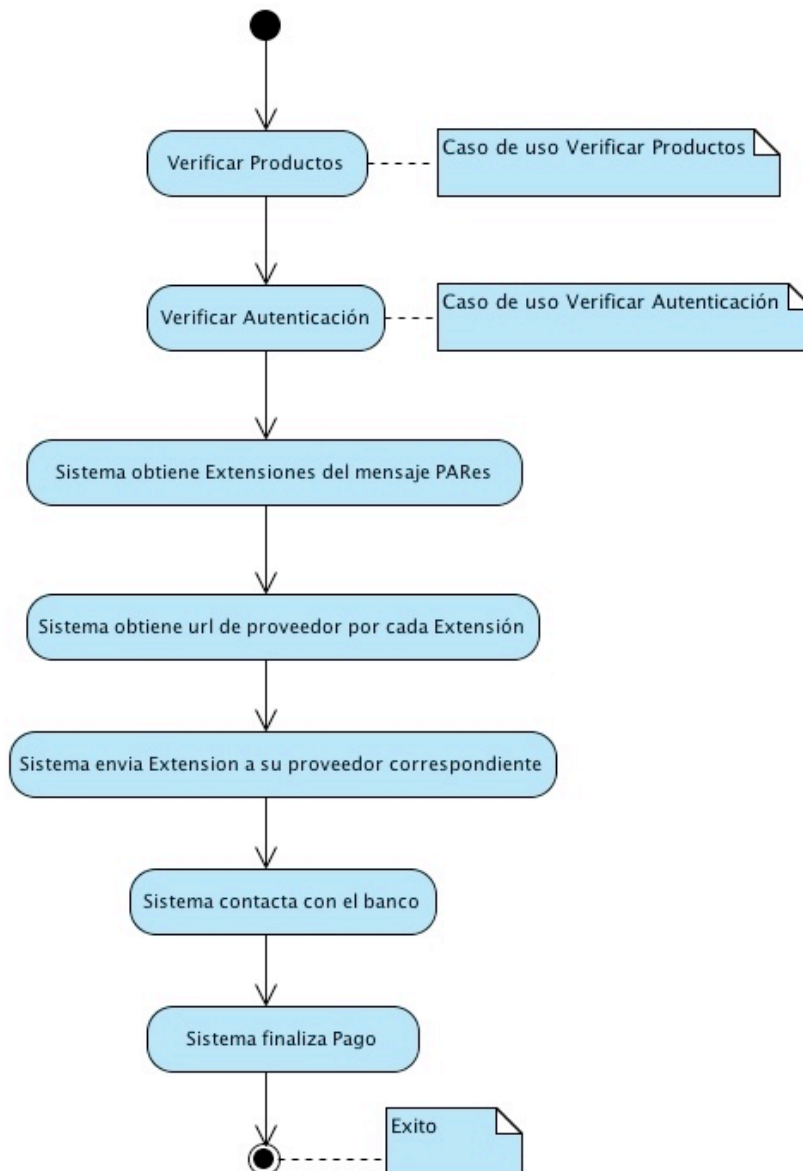 Verificar Productos
Caso de uso Verificar Productos
Verificar Autenticación
Caso de uso Verificar Autenticación
Sistema obtiene Extensiones del mensaje PARes
Sistema obtiene url de proveedor por cada Extensión
Sistema envia Extension a su proveedor correspondiente
Sistema contacta con el banco
Sistema finaliza Pago
Exito